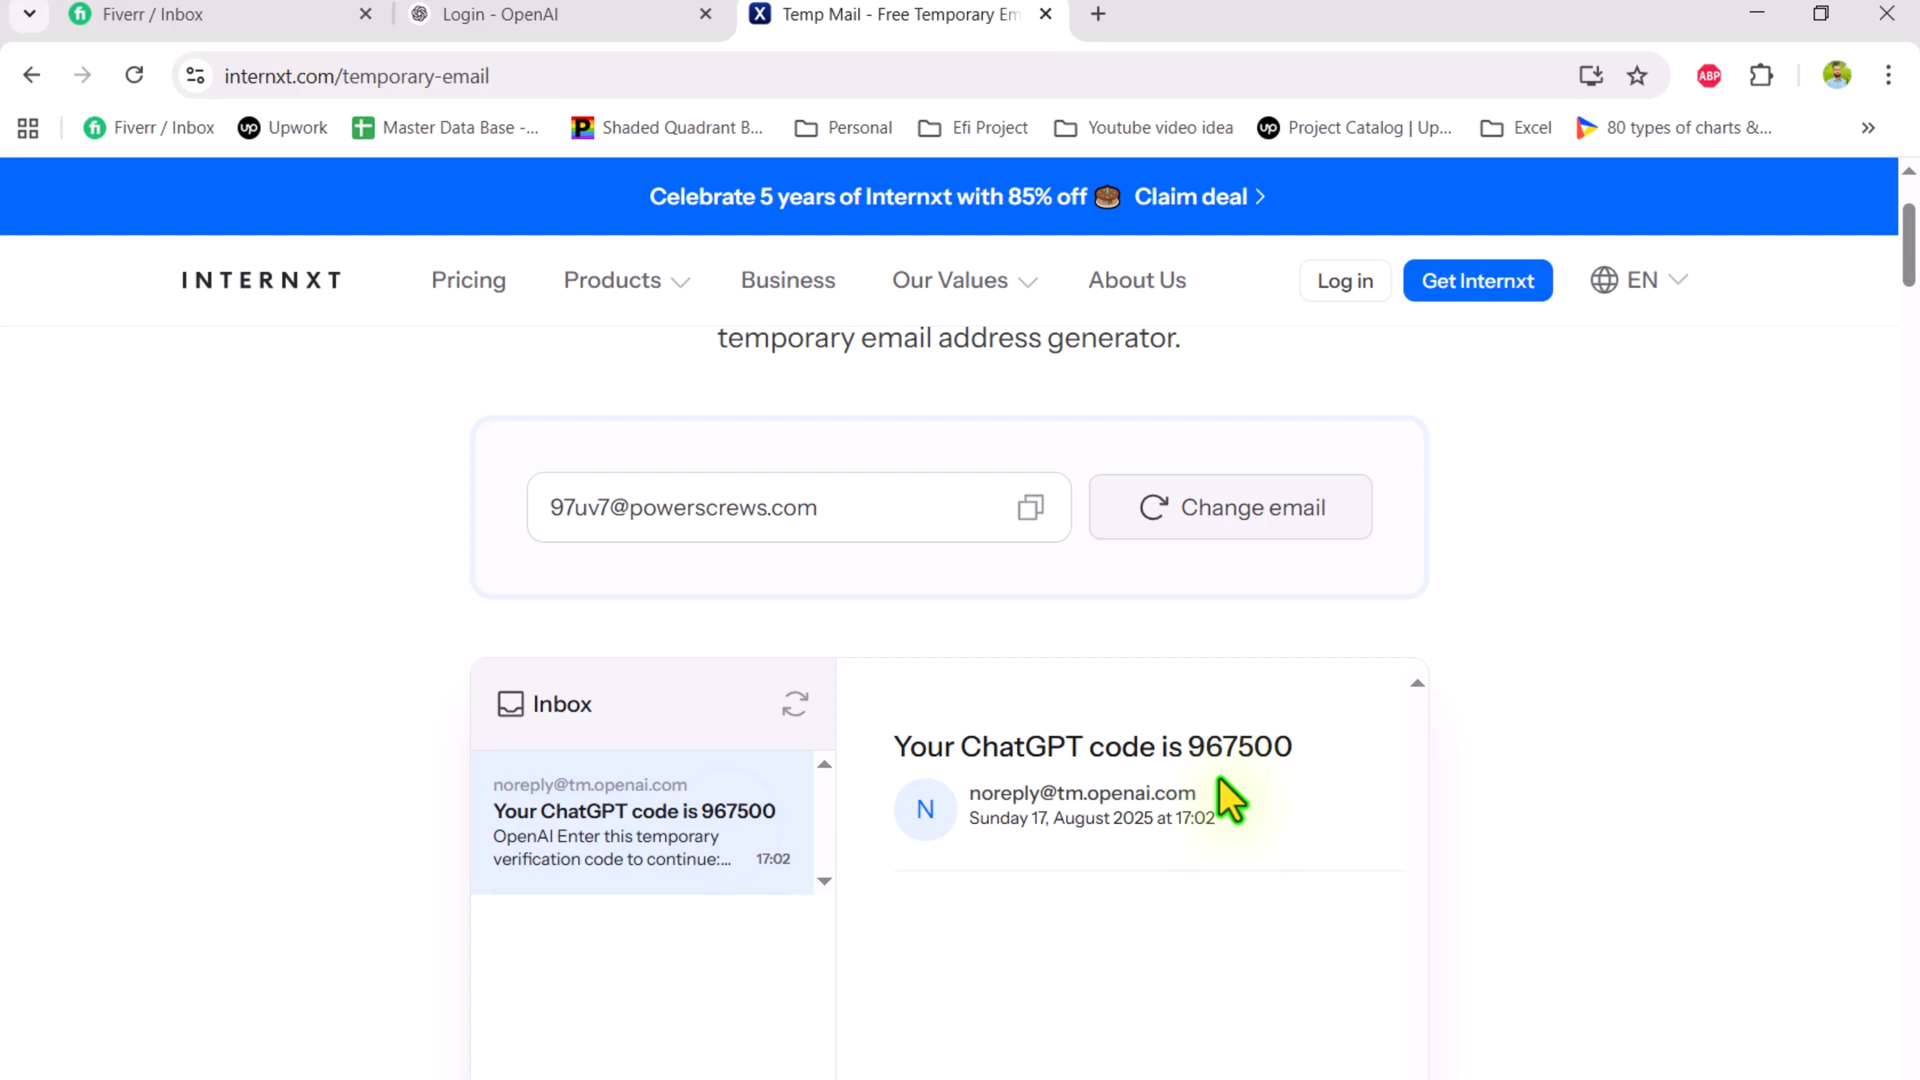 Fiverr / Inbox
Login - OpenAI
Temp Mail - Free Temporary Em
internxt.com/temporary-email
ABP
Fiverr / Inbox
Upwork
Master Data Base -...
Shaded Quadrant B...
Personal
Efi Project
Youtube video idea
Project Catalog | Up...
Excel
80 types of charts &...
Celebrate 5 years of Internxt with 85% off
Claim deal
INTERNXT
Pricing
Products
Business
Our Values
About Us
Log in
Get Internxt
EN
temporary email address generator.
97uv7@powerscrews.com
Change email
Inbox
noreply@tm.openai.com
Your ChatGPT code is 967500
OpenAI Enter this temporary
verification code to continue:...
17:02
Your ChatGPT code is 967500
N
noreply@tm.openai.com
Sunday 17, August 2025 at 17:02